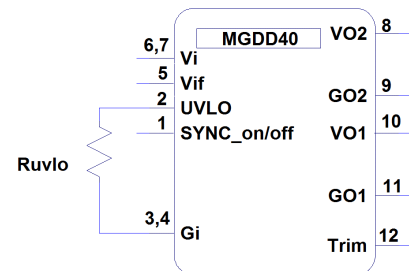 MGDD40
VO2 8
6,7 Vi
5 Vif
GO2 9
2 UVLO
VO1 10
1 SYNC_on/off
Ruvlo
GO1 11
3,4 Gi
Trim 12